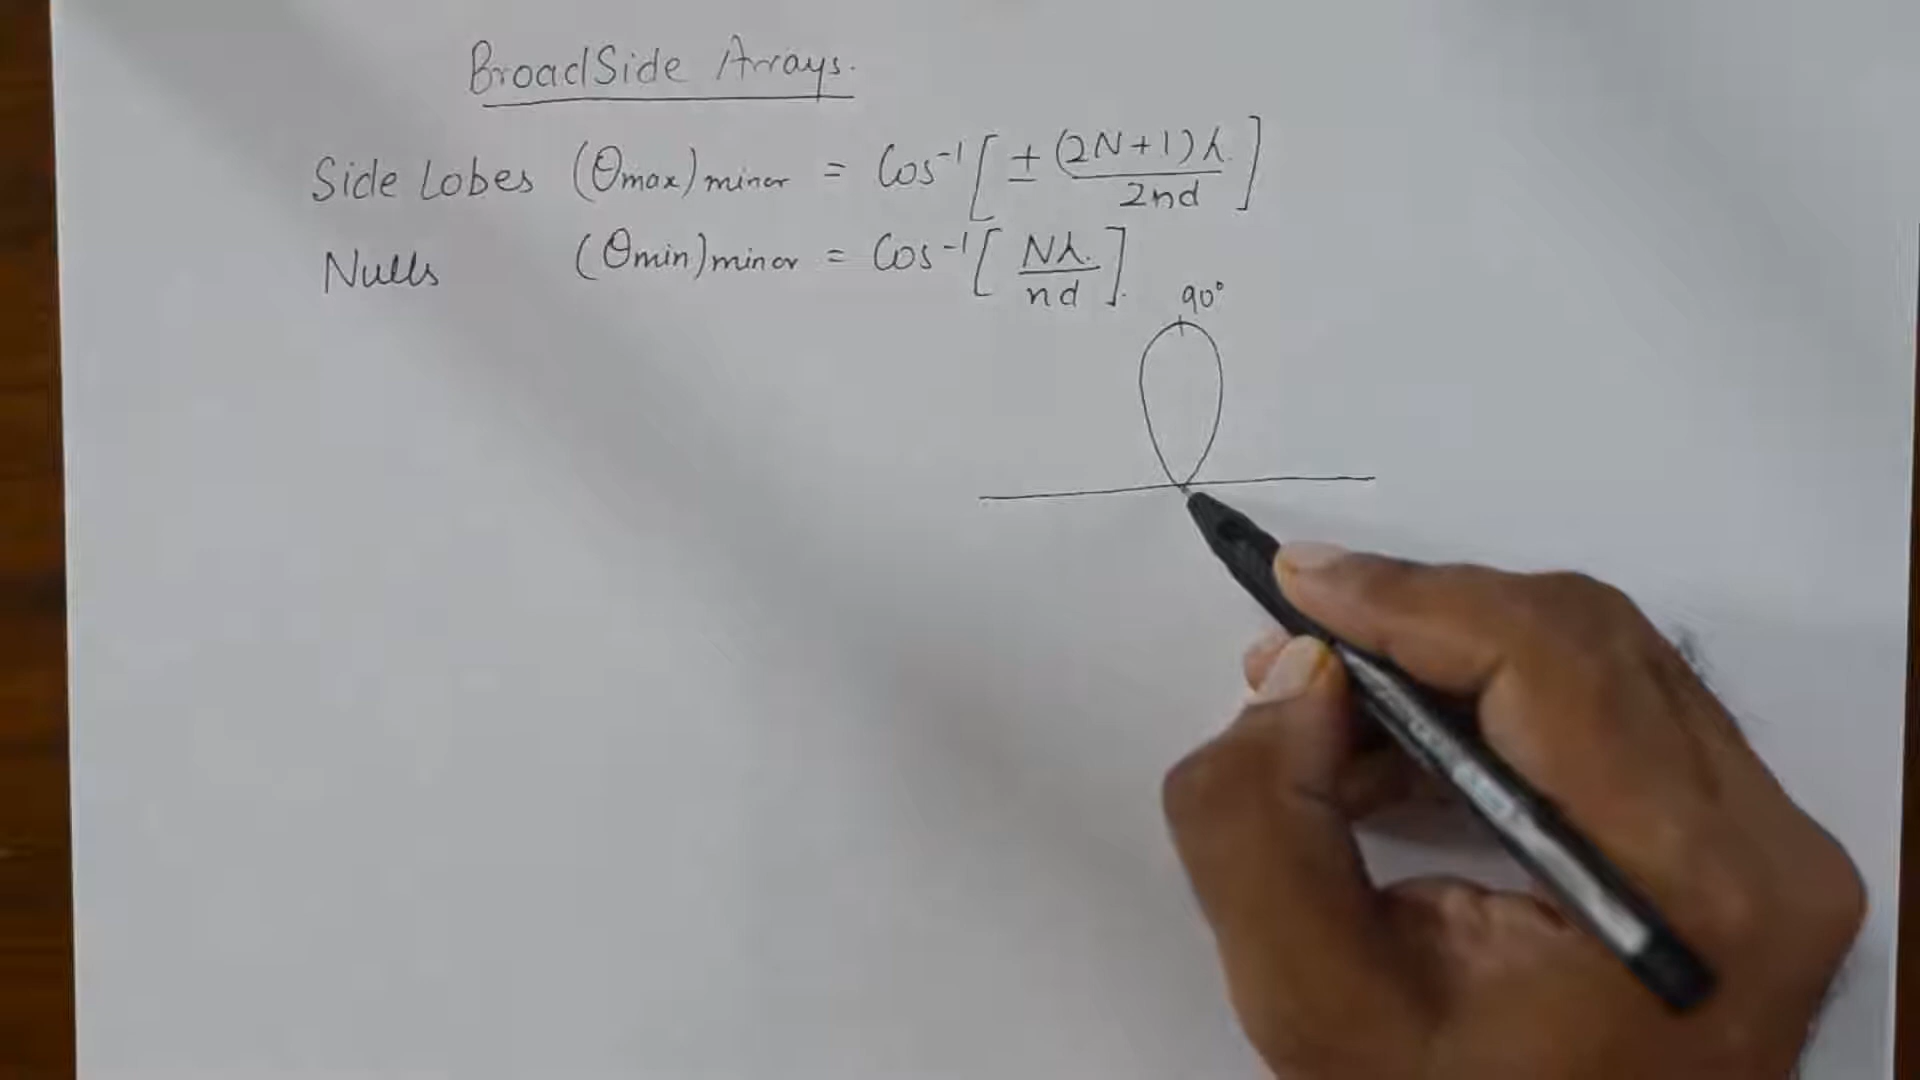 BroadSide Arrays.
Side Lobes (θmax)minor = Cos⁻¹[± (2N+1)λ / 2nd]
Nulls (θmin)minor = Cos⁻¹[Nλ / nd].
90°